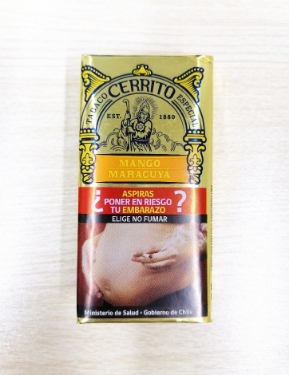 TABACO CERRITO ESPECIAL
EST. 1880
MANGO
MARACUYA
¿ ASPIRAS
PONER EN RIESGO
TU EMBARAZO ?
ELIGE NO FUMAR
Ministerio de Salud - Gobierno de Chile